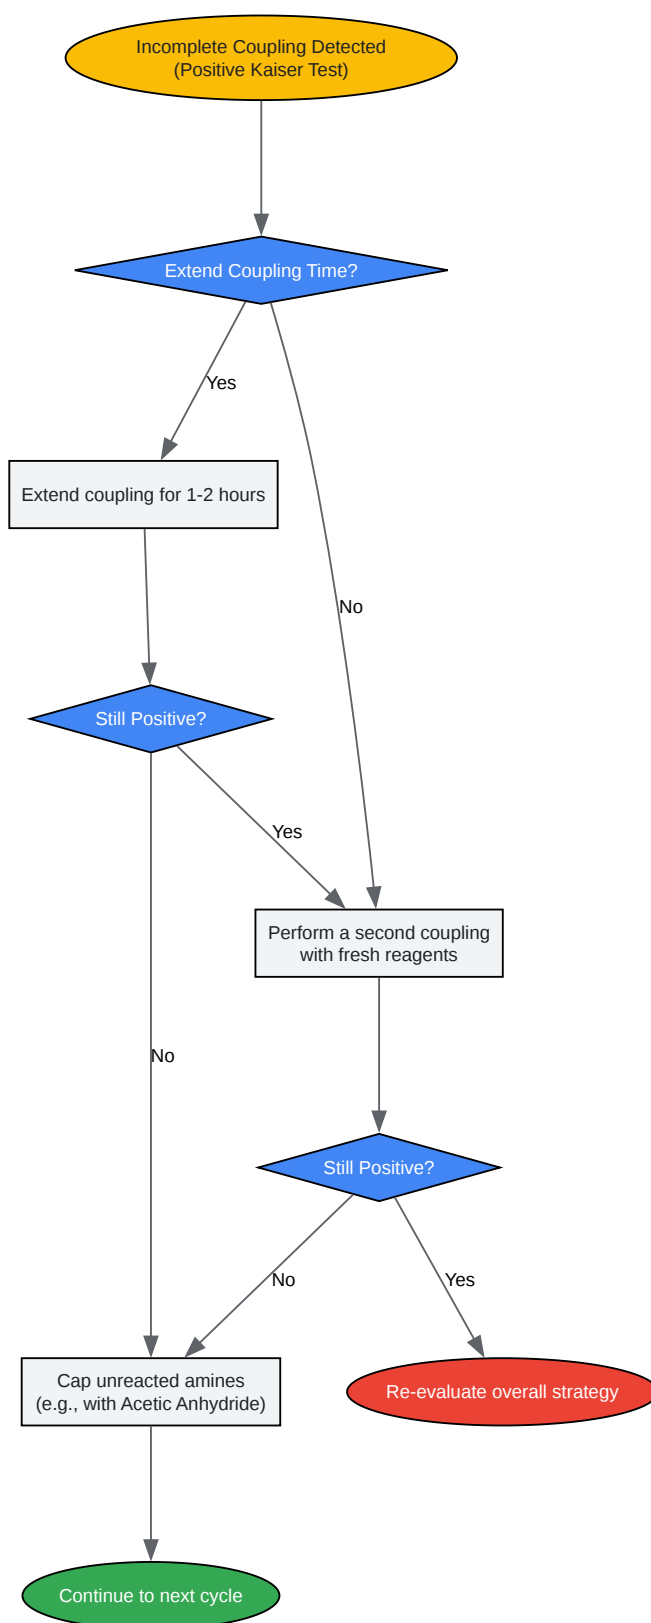 Incomplete Coupling Detected
(Positive Kaiser Test)
Extend Coupling Time?
Yes
Extend coupling for 1-2 hours
No
Still Positive?
Yes
Perform a second coupling
with fresh reagents
No
Still Positive?
No
Yes
Cap unreacted amines
(e.g., with Acetic Anhydride)
Re-evaluate overall strategy
Continue to next cycle